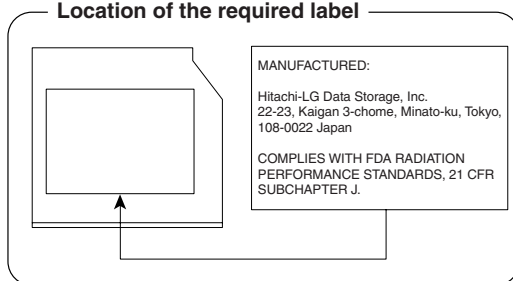 Location of the required label
MANUFACTURED:
Hitachi-LG Data Storage, Inc.
22-23, Kaigan 3-chome, Minato-ku, Tokyo,
108-0022 Japan
COMPLIES WITH FDA RADIATION
PERFORMANCE STANDARDS, 21 CFR
SUBCHAPTER J.